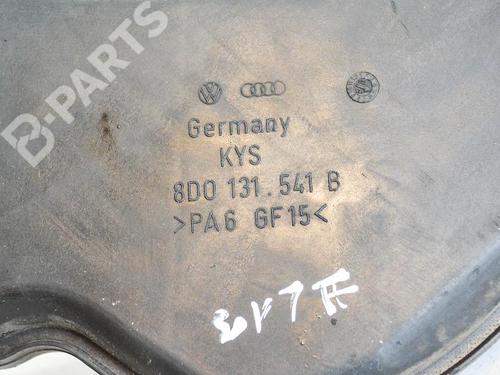 B-PARTS
Germany
KYS
8D0 131.541 B
>PA6 GF15<